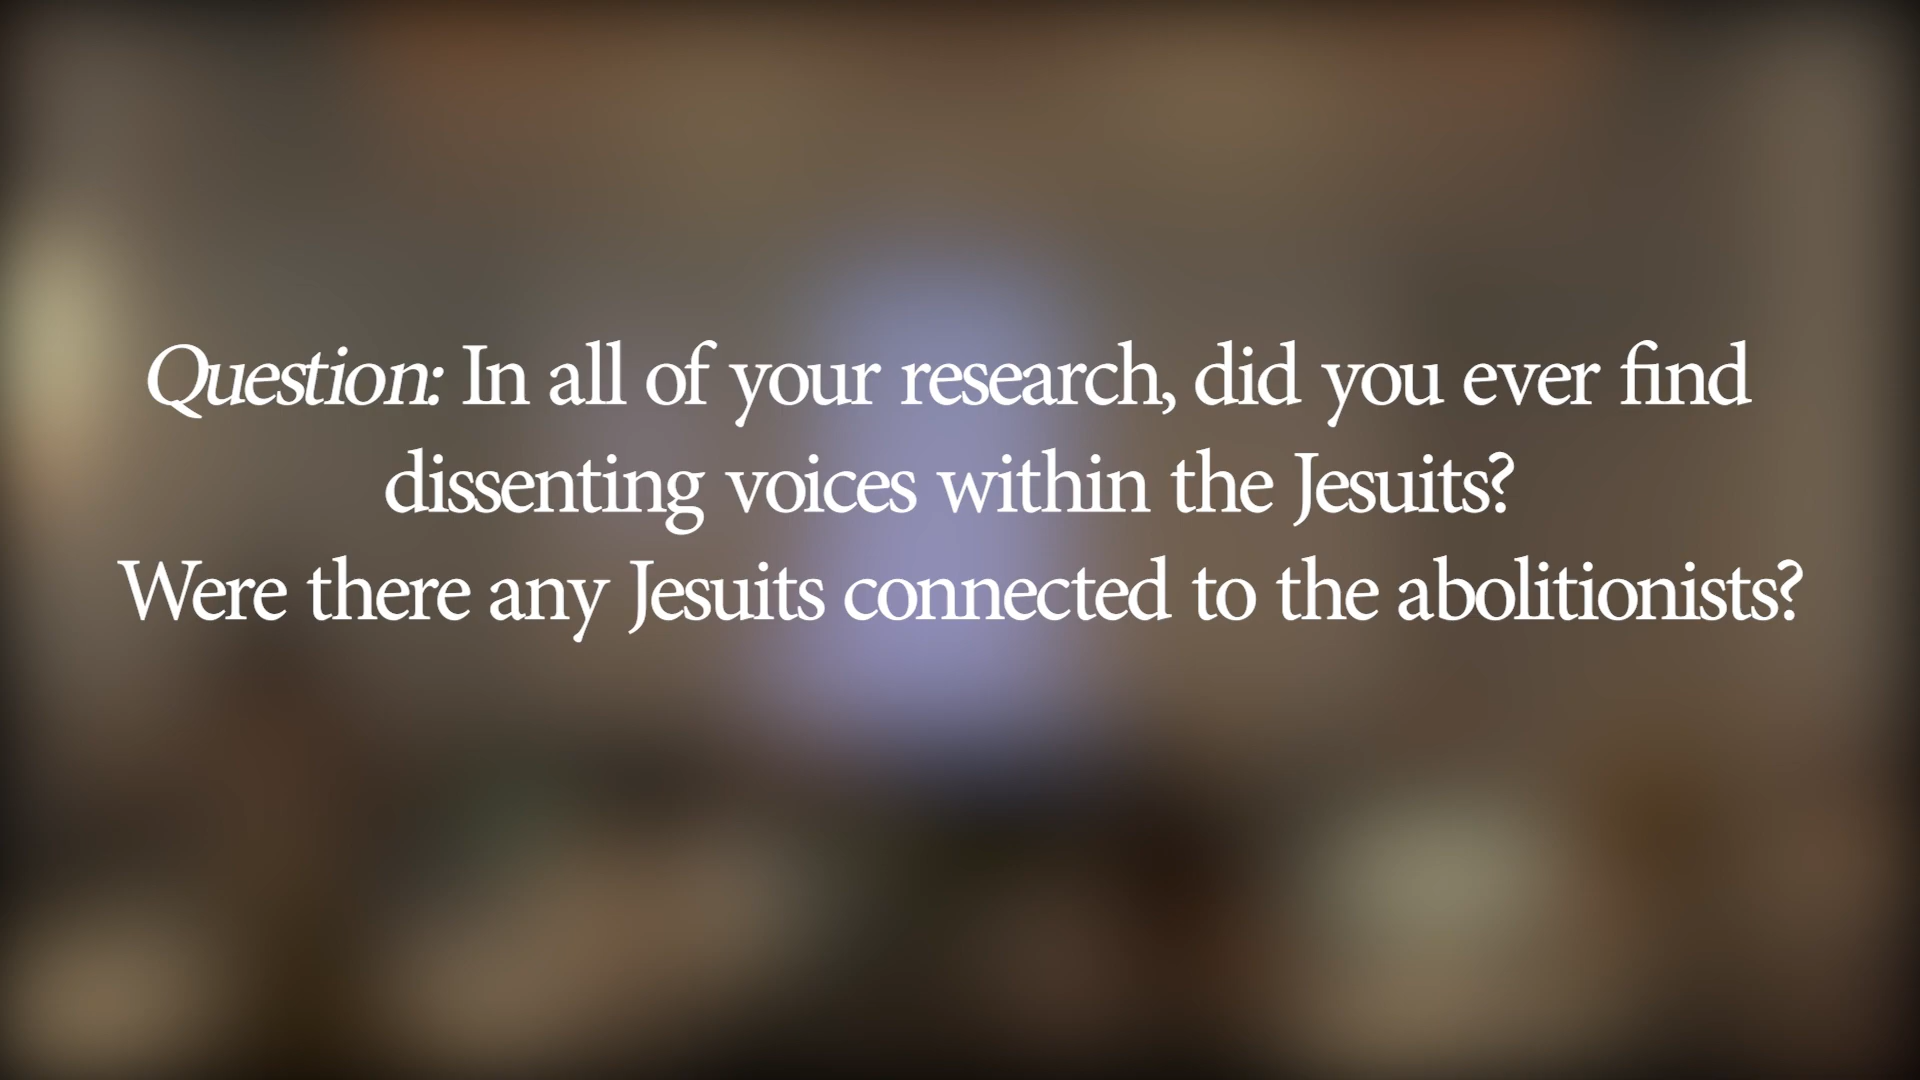 Question: In all of your research, did you ever find
dissenting voices within the Jesuits?
Were there any Jesuits connected to the abolitionists?